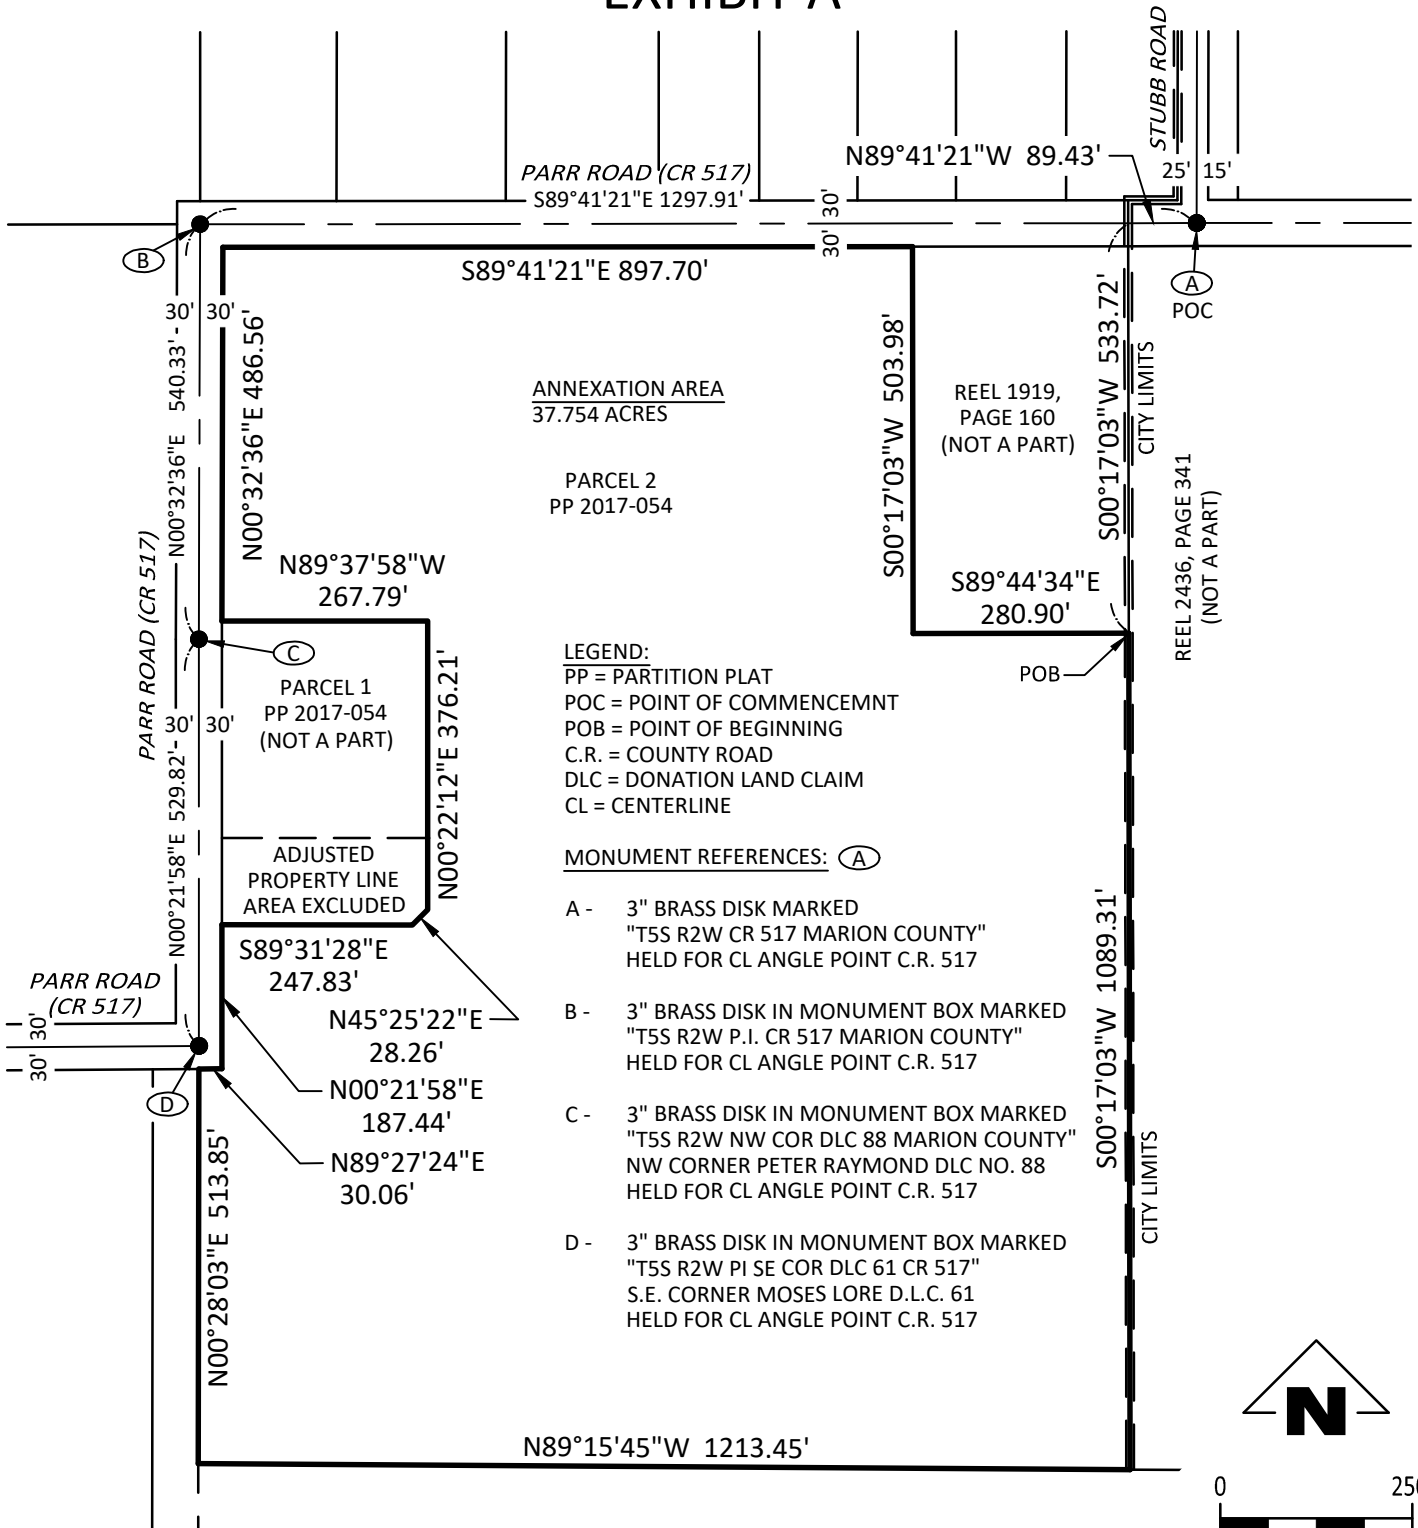 EXHIBIT A
STUBB ROAD
N89°41'21"W 89.43'
25' 15'
PARR ROAD (CR 517)
S89°41'21"E 1297.91'
30'
30'
B
S89°41'21"E 897.70'
A
POC
30' 30'
N00°32'36"E 540.33'
N00°32'36"E 486.56'
S00°17'03"W 503.98'
S00°17'03"W 533.72'
CITY LIMITS
ANNEXATION AREA
37.754 ACRES
REEL 1919,
PAGE 160
(NOT A PART)
PARCEL 2
PP 2017-054
REEL 2436, PAGE 341
(NOT A PART)
PARR ROAD (CR 517)
N89°37'58"W
267.79'
S89°44'34"E
280.90'
POB
C
PARCEL 1
PP 2017-054
(NOT A PART)
30' 30'
N00°21'58"E 529.82'
N00°22'12"E 376.21'
LEGEND:
PP = PARTITION PLAT
POC = POINT OF COMMENCEMNT
POB = POINT OF BEGINNING
C.R. = COUNTY ROAD
DLC = DONATION LAND CLAIM
CL = CENTERLINE
ADJUSTED
PROPERTY LINE
AREA EXCLUDED
MONUMENT REFERENCES: A
A - 3" BRASS DISK MARKED
"T5S R2W CR 517 MARION COUNTY"
HELD FOR CL ANGLE POINT C.R. 517
B - 3" BRASS DISK IN MONUMENT BOX MARKED
"T5S R2W P.I. CR 517 MARION COUNTY"
HELD FOR CL ANGLE POINT C.R. 517
C - 3" BRASS DISK IN MONUMENT BOX MARKED
"T5S R2W NW COR DLC 88 MARION COUNTY"
NW CORNER PETER RAYMOND DLC NO. 88
HELD FOR CL ANGLE POINT C.R. 517
D - 3" BRASS DISK IN MONUMENT BOX MARKED
"T5S R2W PI SE COR DLC 61 CR 517"
S.E. CORNER MOSES LORE D.L.C. 61
HELD FOR CL ANGLE POINT C.R. 517
S89°31'28"E
247.83'
PARR ROAD
(CR 517)
30'
30'
D
N45°25'22"E
28.26'
N00°21'58"E
187.44'
N89°27'24"E
30.06'
S00°17'03"W 1089.31'
CITY LIMITS
N00°28'03"E 513.85'
N89°15'45"W 1213.45'
N
0 250